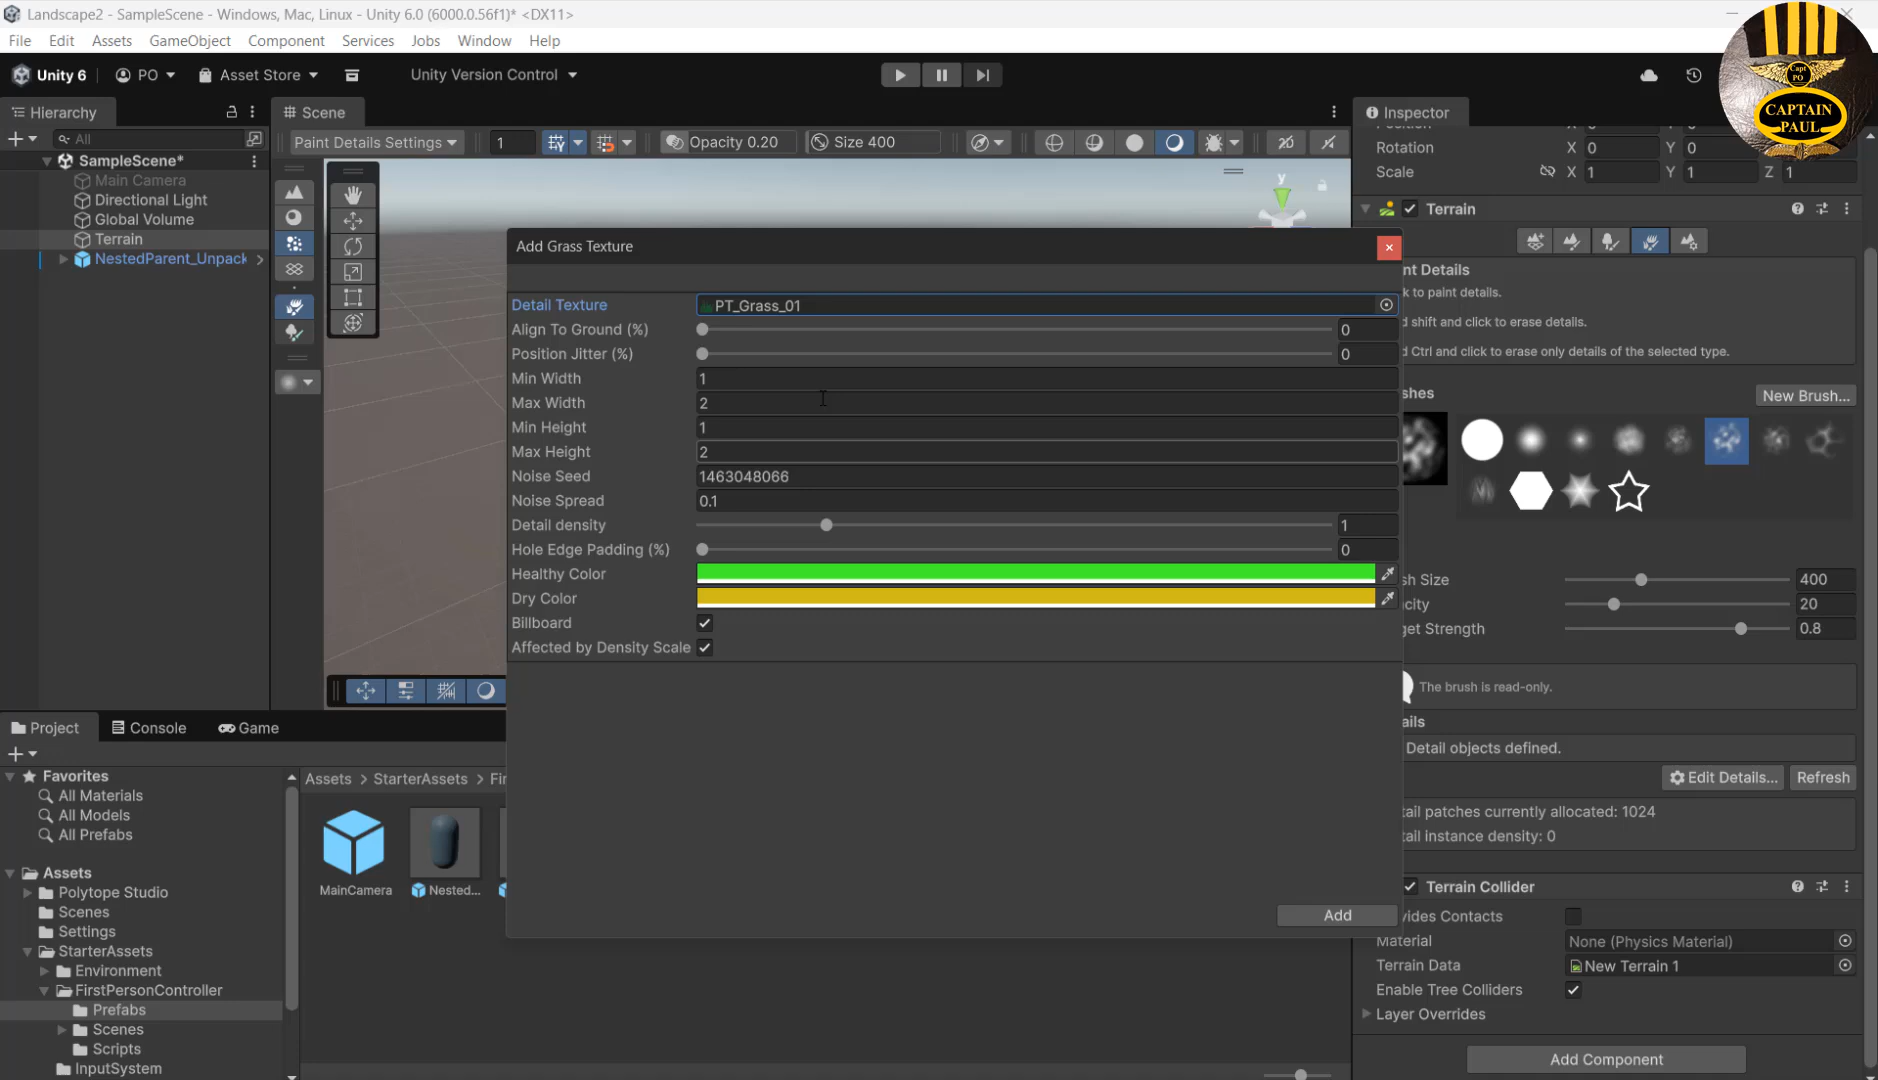 Landscape2 - SampleScene - Windows, Mac, Linux - Unity 6.0 (6000.0.56f1)* <DX11>
File Edit Assets GameObject Component Services Jobs Window Help
Unity 6 PO Asset Store Unity Version Control
Capt
PO
CAPTAIN
PAUL
Hierarchy Scene Inspector
All Paint Details Settings 1 Opacity 0.20 Size 400
SampleScene*
Main Camera
Directional Light
Global Volume
Terrain
NestedParent_Unpack
y
Rotation X 0 Y 0
Scale X 1 Y 1 Z 1
Terrain
Add Grass Texture
Detail Texture PT_Grass_01
Align To Ground (%) 0
Position Jitter (%) 0
Min Width 1
Max Width 2
Min Height 1
Max Height 2
Noise Seed 1463048066
Noise Spread 0.1
Detail density 1
Hole Edge Padding (%) 0
Healthy Color
Dry Color
Billboard
Affected by Density Scale
Add
nt Details
k to paint details.
d shift and click to erase details.
d Ctrl and click to erase only details of the selected type.
shes New Brush...
sh Size 400
city 20
get Strength 0.8
The brush is read-only.
ails
Detail objects defined.
Edit Details... Refresh
tail patches currently allocated: 1024
tail instance density: 0
Terrain Collider
vides Contacts
Material None (Physics Material)
Terrain Data New Terrain 1
Enable Tree Colliders
Layer Overrides
Add Component
Project Console Game
Favorites
All Materials
All Models
All Prefabs
Assets
Polytope Studio
Scenes
Settings
StarterAssets
Environment
FirstPersonController
Prefabs
Scenes
Scripts
InputSystem
Assets > StarterAssets > Fir
MainCamera Nested...